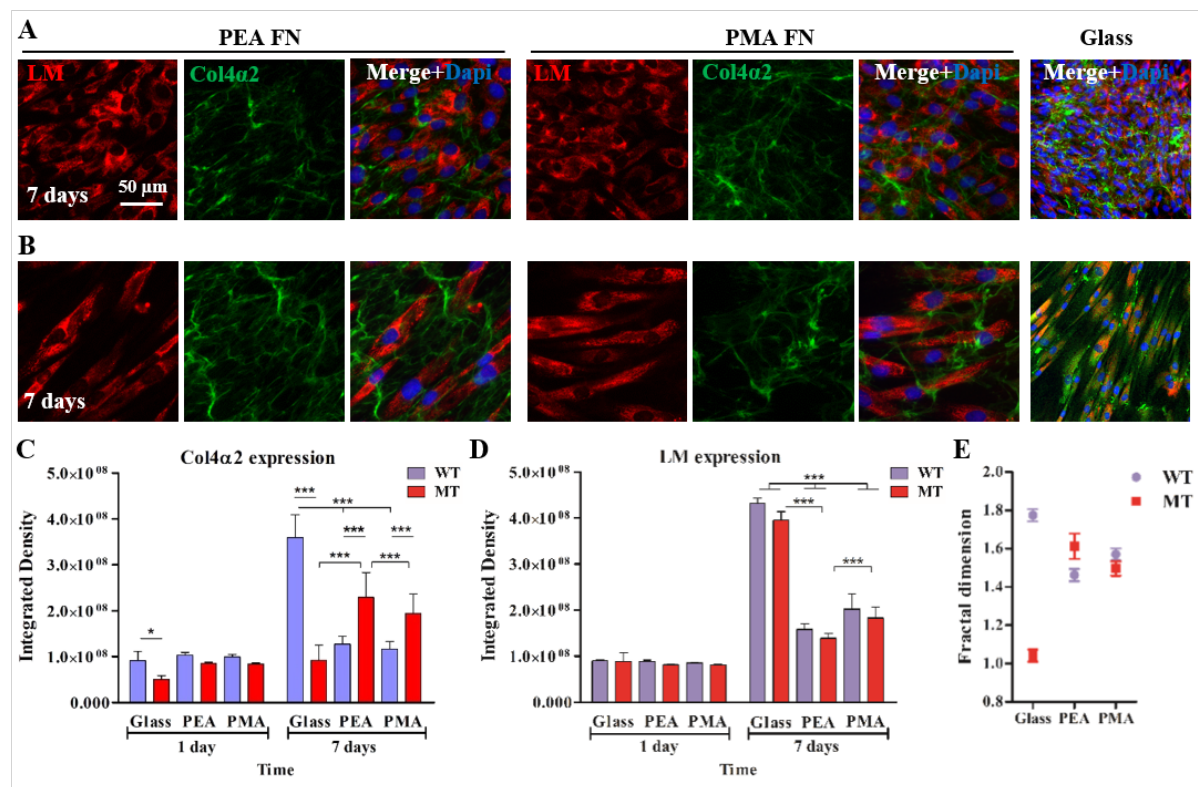 A
PEA FN
PMA FN
Glass
LM
Col4α2
Merge+Dapi
LM
Col4α2
Merge+Dapi
Merge+Dapi
7 days
50 µm
B
7 days
C
Col4α2 expression
WT
MT
Integrated Density
5.0×10⁰⁸
4.0×10⁰⁸
3.0×10⁰⁸
2.0×10⁰⁸
1.0×10⁰⁸
0.000
*
***
***
***
***
***
***
Glass PEA PMA Glass PEA PMA
1 day 7 days
Time
D
LM expression
WT
MT
Integrated Density
5.0×10⁰⁸
4.0×10⁰⁸
3.0×10⁰⁸
2.0×10⁰⁸
1.0×10⁰⁸
0.000
***
***
***
Glass PEA PMA Glass PEA PMA
1 day 7 days
Time
E
WT
MT
Fractal dimension
2.0
1.8
1.6
1.4
1.2
1.0
0.8
Glass PEA PMA